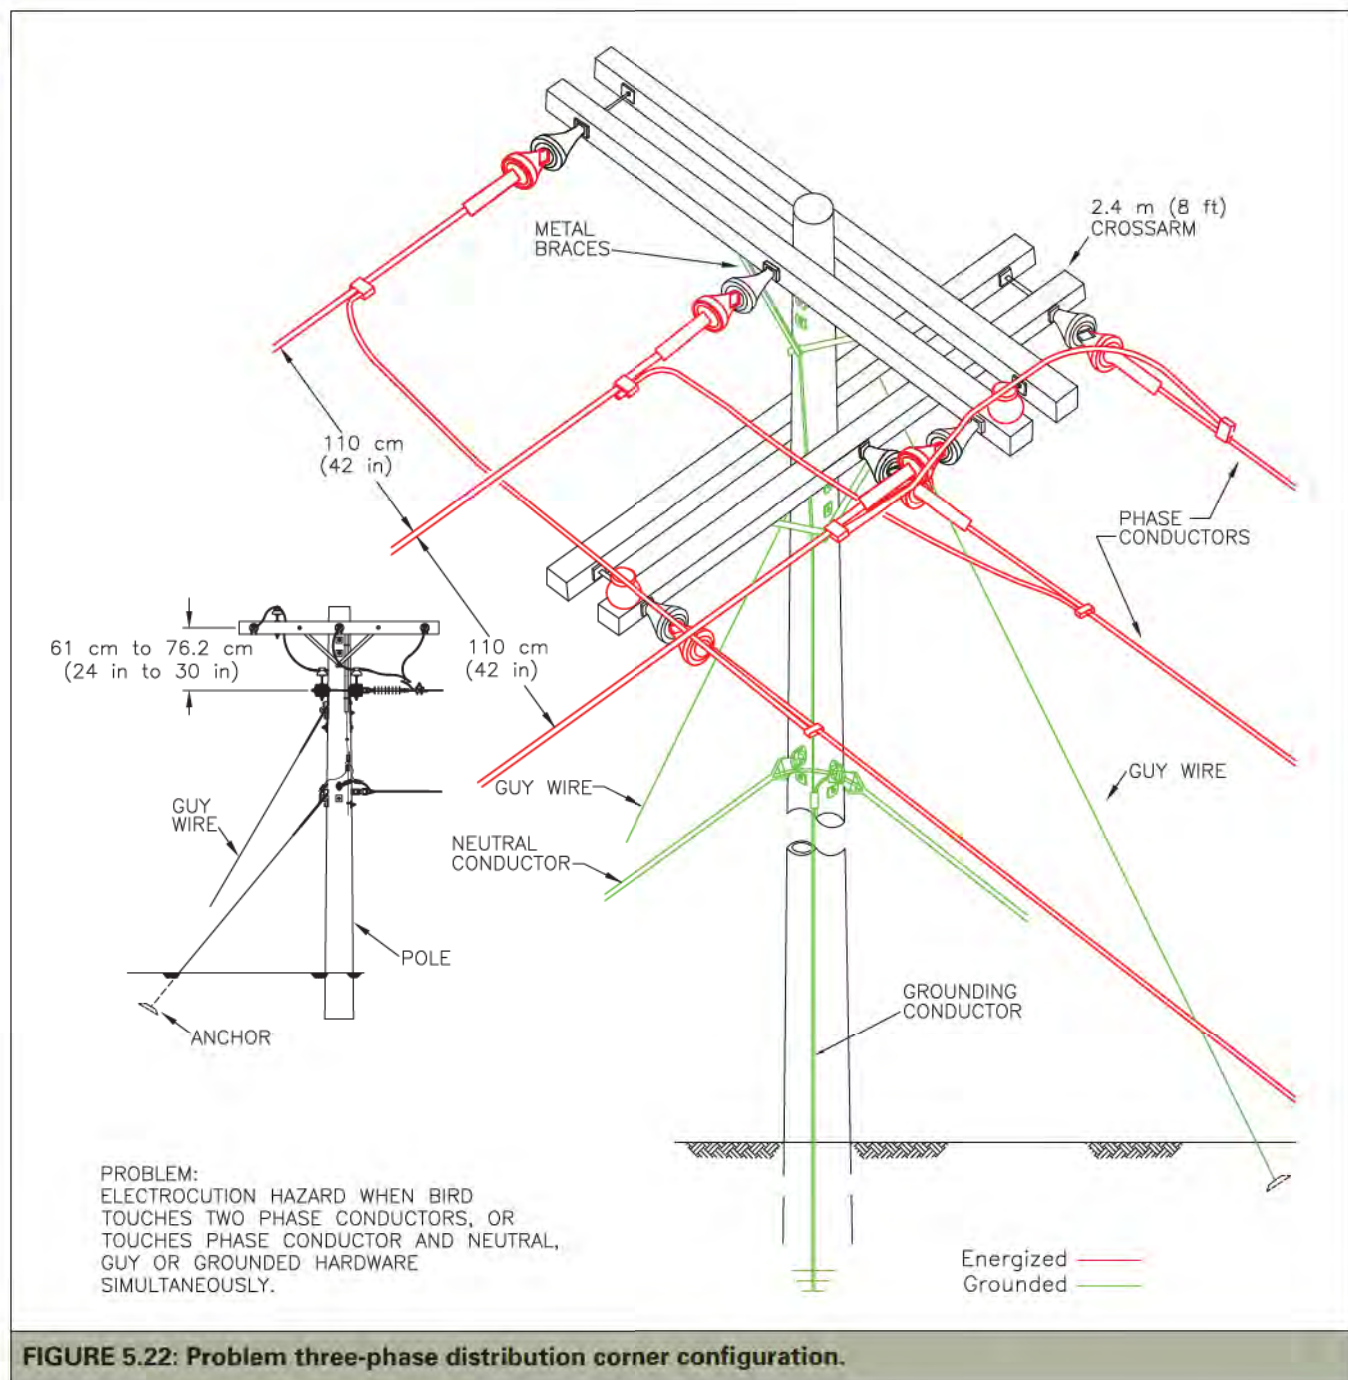 2.4 m (8 ft)
CROSSARM
METAL
BRACES
110 cm
(42 in)
PHASE
CONDUCTORS
61 cm to 76.2 cm
(24 in to 30 in)
110 cm
(42 in)
GUY WIRE
GUY WIRE
GUY
WIRE
NEUTRAL
CONDUCTOR
POLE
GROUNDING
CONDUCTOR
ANCHOR
PROBLEM:
ELECTROCUTION HAZARD WHEN BIRD
TOUCHES TWO PHASE CONDUCTORS, OR
TOUCHES PHASE CONDUCTOR AND NEUTRAL,
GUY OR GROUNDED HARDWARE
SIMULTANEOUSLY.
Energized
Grounded
FIGURE 5.22: Problem three-phase distribution corner configuration.